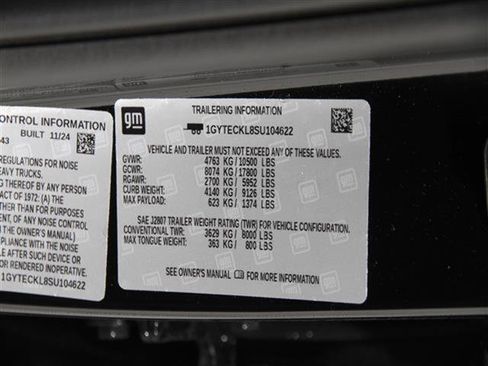 CONTROL INFORMATION
BUILT 11/24
43
REGULATIONS FOR NOISE
HEAVY TRUCKS.
NG THEREOF BY ANY PERSON
ACT OF 1972: (A) THE
OTHER THAN FOR PURPOSES
OF ANY NOISE CONTROL
THE OWNER'S MANUAL)
PLIANCE WITH THE NOISE
LE AFTER SUCH DEVICE
OR RENDERED INOPERATIVE.
1GYTECKL8SU104622
gm
TRAILERING INFORMATION
1GYTECKL8SU104622
VEHICLE AND TRAILER MUST NOT EXCEED ANY OF THESE VALUES.
GVWR: 4763 KG/ 10500 LBS
GCWR: 8074 KG/ 17800 LBS
RGAWR: 2700 KG/ 5952 LBS
CURB WEIGHT: 4140 KG/ 9126 LBS
MAX PAYLOAD: 623 KG/ 1374 LBS
SAE J2807 TRAILER WEIGHT RATING (TWR) FOR VEHICLE CONFIGURATION.
CONVENTIONAL TWR: 3629 KG/ 8000 LBS
MAX TONGUE WEIGHT: 363 KG/ 800 LBS
SEE OWNER'S MANUAL FOR MORE INFORMATION